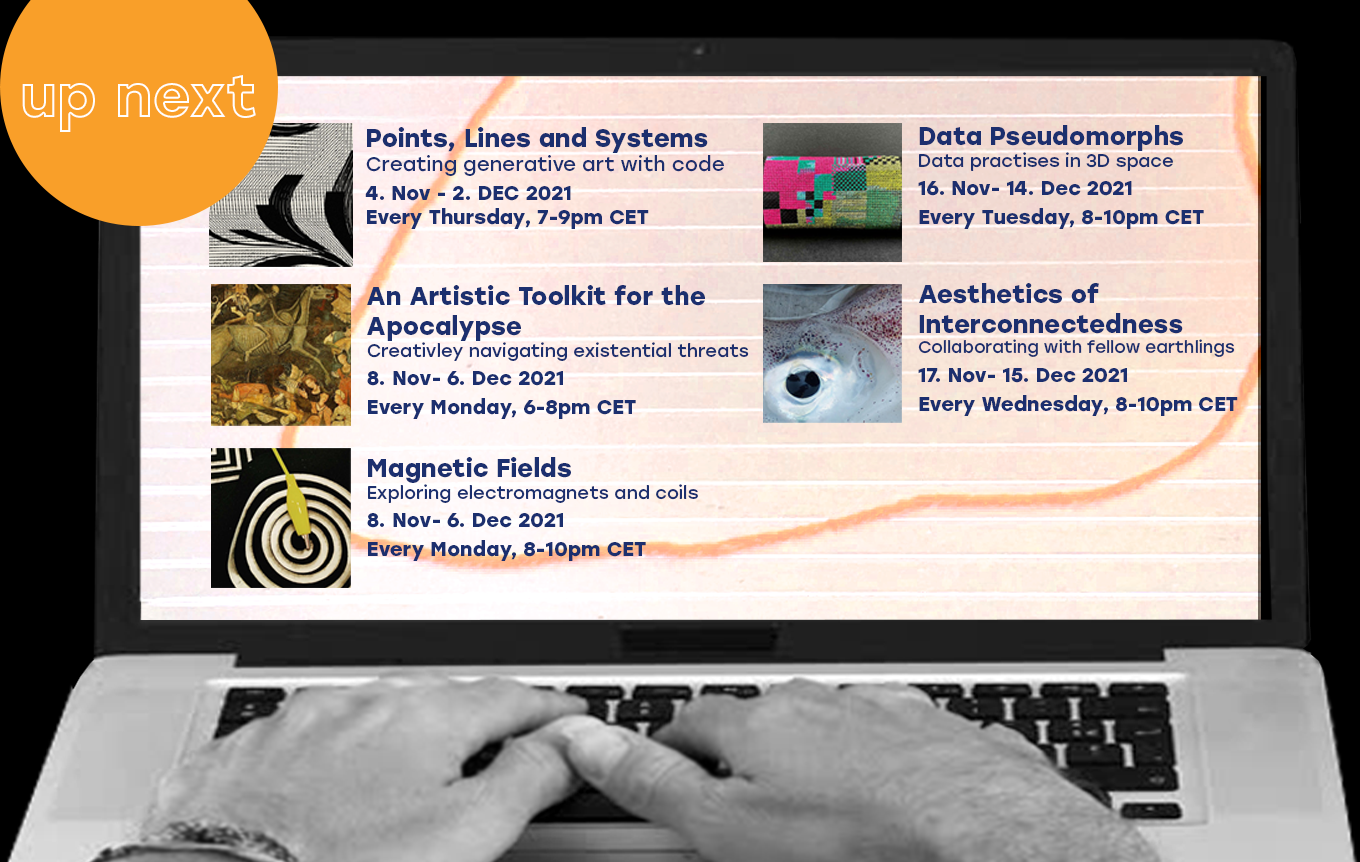 up next
Points, Lines and Systems
Creating generative art with code
4. Nov - 2. DEC 2021
Every Thursday, 7-9pm CET
An Artistic Toolkit for the
Apocalypse
Creativley navigating existential threats
8. Nov- 6. Dec 2021
Every Monday, 6-8pm CET
Magnetic Fields
Exploring electromagnets and coils
8. Nov- 6. Dec 2021
Every Monday, 8-10pm CET
Data Pseudomorphs
Data practises in 3D space
16. Nov- 14. Dec 2021
Every Tuesday, 8-10pm CET
Aesthetics of
Interconnectedness
Collaborating with fellow earthlings
17. Nov- 15. Dec 2021
Every Wednesday, 8-10pm CET